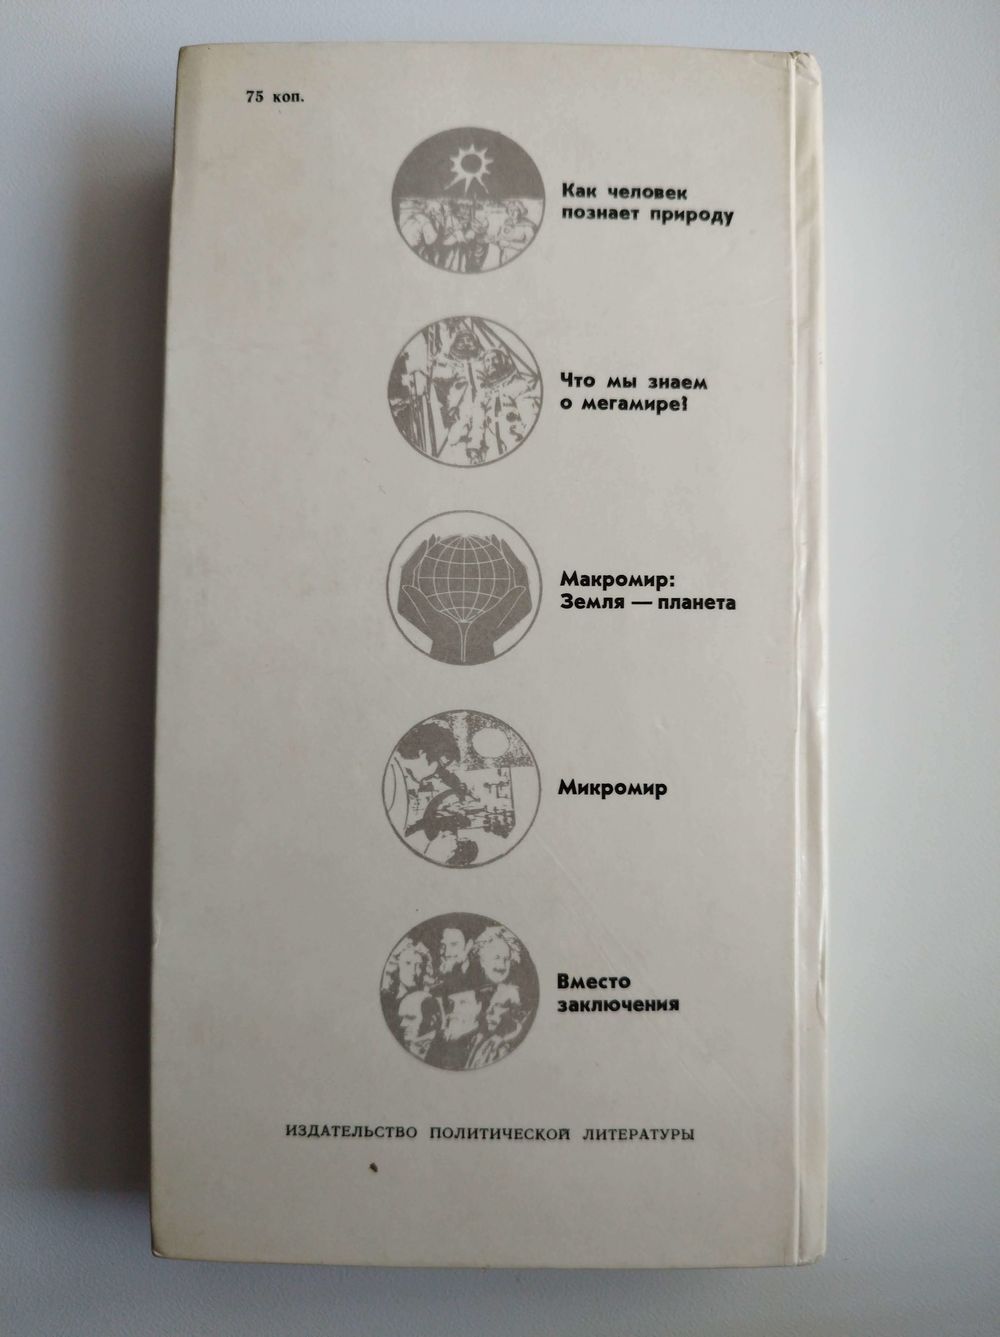 75 коп.
Как человек
познает природу
Что мы знаем
о мегамире?
Макромир:
Земля — планета
Микромир
Вместо
заключения
ИЗДАТЕЛЬСТВО ПОЛИТИЧЕСКОЙ ЛИТЕРАТУРЫ